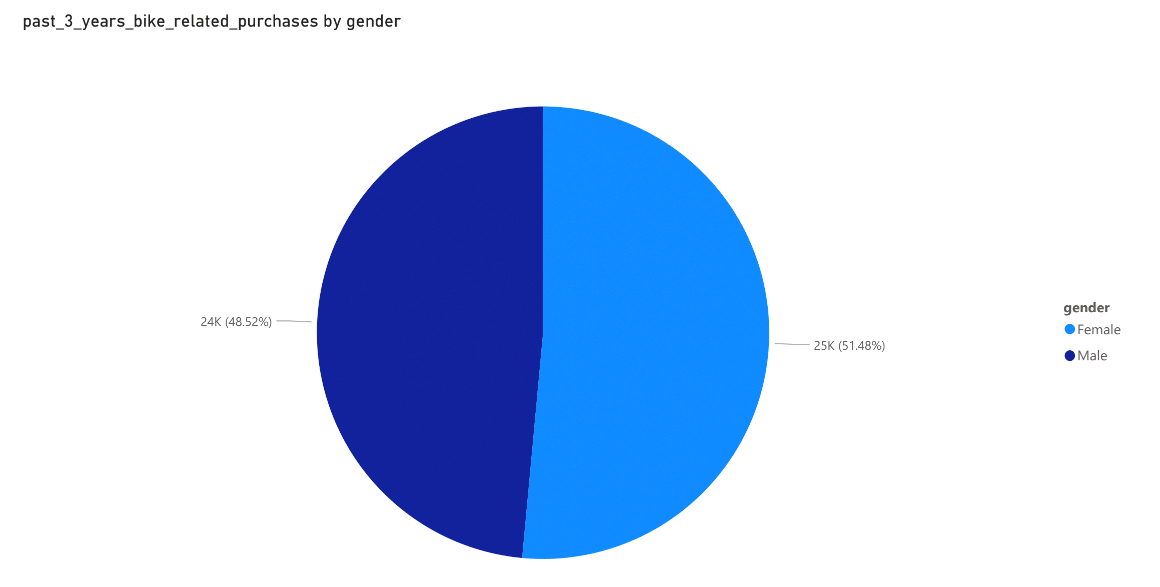 past_3_years_bike_related_purchases by gender
24K (48.52%)
25K (51.48%)
gender
Female
Male